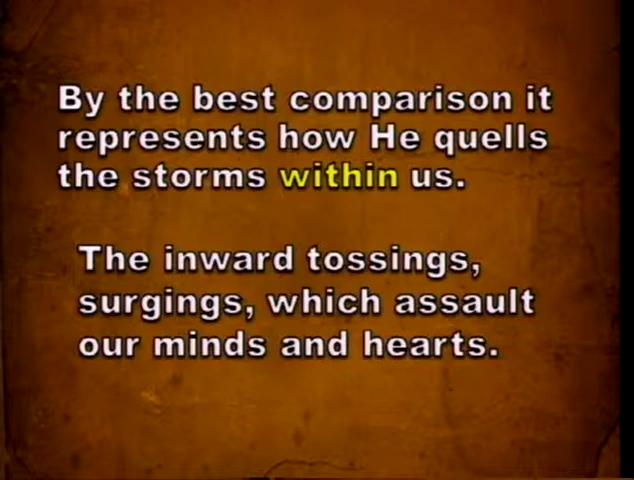 By the best comparison it
represents how He quells
the storms within us.
The inward tossings,
surgings, which assault
our minds and hearts.